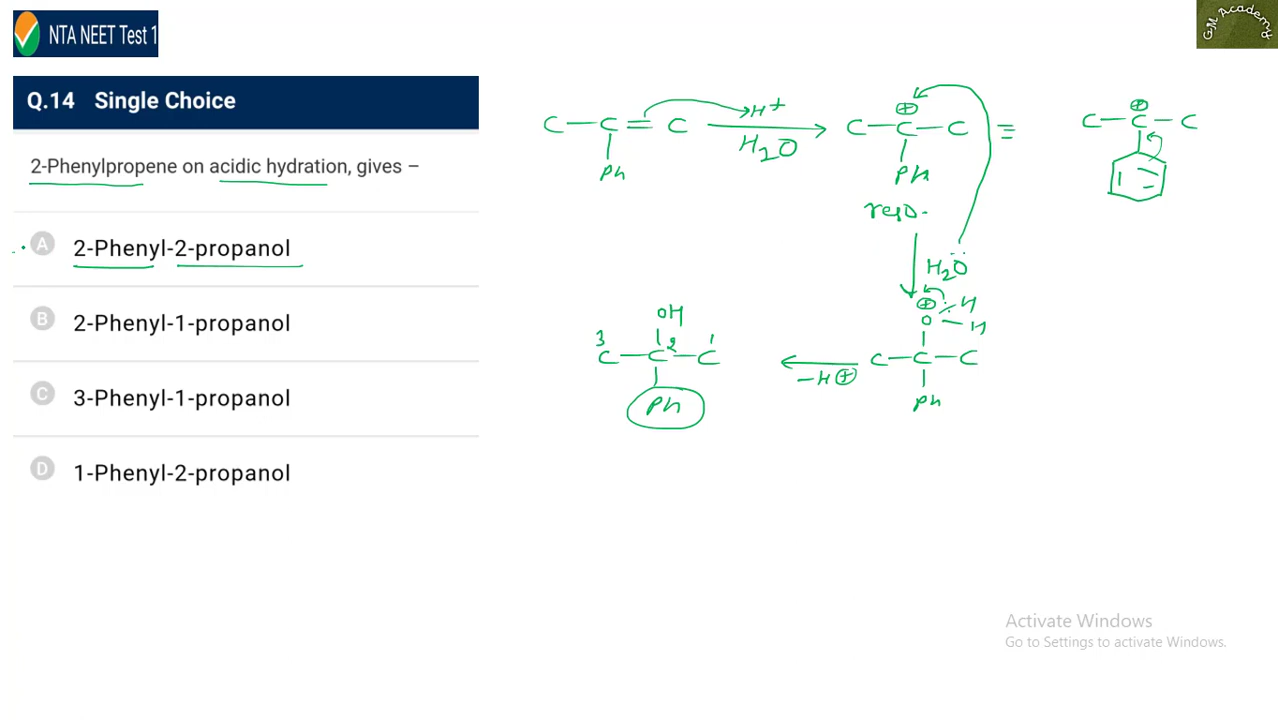 NTA NEET Test 1
GM Academy
Q.14 Single Choice
2-Phenylpropene on acidic hydration, gives –
A 2-Phenyl-2-propanol
B 2-Phenyl-1-propanol
C 3-Phenyl-1-propanol
D 1-Phenyl-2-propanol
C — C = C
Ph
H+
H2O
⊕
C — C — C
Ph
≡
⊕
C — C — C
H2O
⊕ H
O — H
C — C — C
Ph
−H⊕
OH
3 2 1
C — C — C
Ph
Activate Windows
Go to Settings to activate Windows.